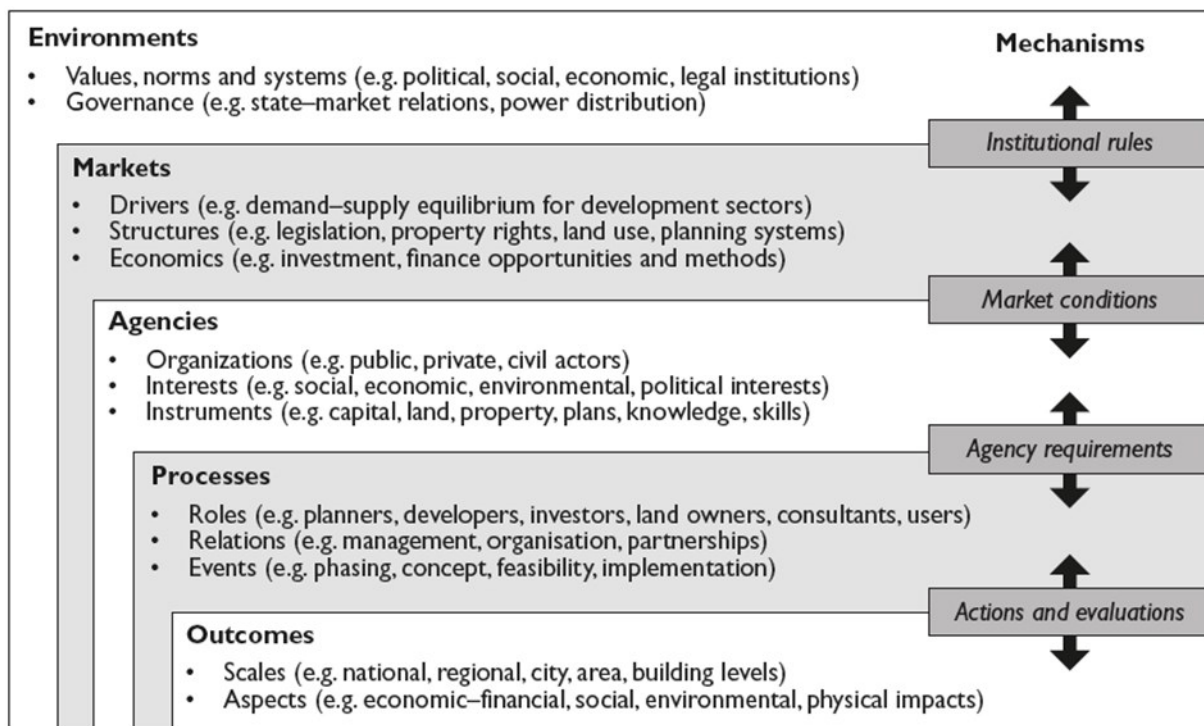 Environments
• Values, norms and systems (e.g. political, social, economic, legal institutions)
• Governance (e.g. state–market relations, power distribution)
Mechanisms
Institutional rules
Markets
• Drivers (e.g. demand–supply equilibrium for development sectors)
• Structures (e.g. legislation, property rights, land use, planning systems)
• Economics (e.g. investment, finance opportunities and methods)
Market conditions
Agencies
• Organizations (e.g. public, private, civil actors)
• Interests (e.g. social, economic, environmental, political interests)
• Instruments (e.g. capital, land, property, plans, knowledge, skills)
Agency requirements
Processes
• Roles (e.g. planners, developers, investors, land owners, consultants, users)
• Relations (e.g. management, organisation, partnerships)
• Events (e.g. phasing, concept, feasibility, implementation)
Actions and evaluations
Outcomes
• Scales (e.g. national, regional, city, area, building levels)
• Aspects (e.g. economic–financial, social, environmental, physical impacts)